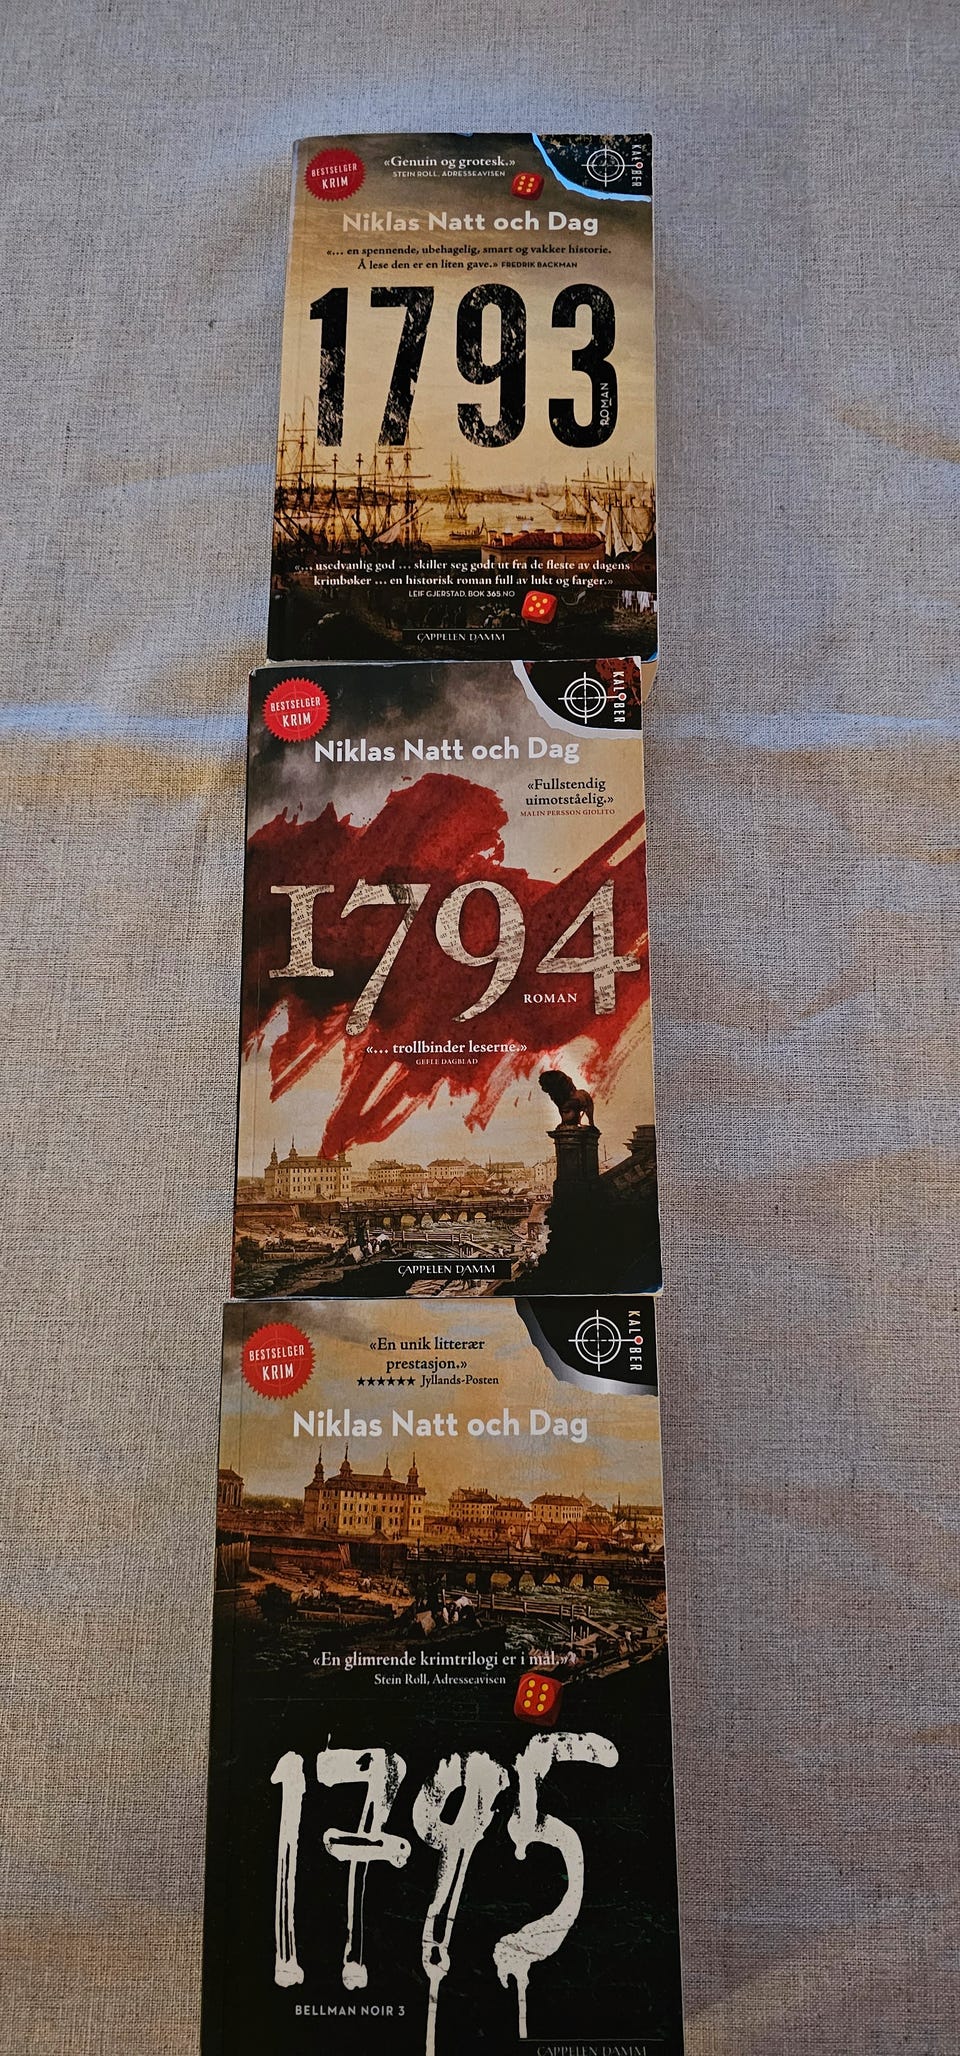 BESTSELGER
KRIM
«Genuin og grotesk.»
STEIN ROLL, ADRESSEAVISEN
KALIBER
Niklas Natt och Dag
«... en spennende, ubehagelig, smart og vakker historie.
Å lese den er en liten gave.» FREDRIK BACKMAN
1793
ROMAN
«... usedvanlig god ... skiller seg godt ut fra de fleste av dagens
krimbøker ... en historisk roman full av lukt og farger.»
LEIF GJERSTAD, BOK 365.NO
CAPPELEN DAMM
BESTSELGER
KRIM
KALIBER
Niklas Natt och Dag
«Fullstendig
uimotståelig.»
MALIN PERSSON GIOLITO
1794
ROMAN
«... trollbinder leserne.»
GEFLE DAGBLAD
CAPPELEN DAMM
BESTSELGER
KRIM
«En unik litterær
prestasjon.»
★★★★★★ Jyllands-Posten
KALIBER
Niklas Natt och Dag
«En glimrende krimtrilogi er i mål.»
Stein Roll, Adresseavisen
1795
BELLMAN NOIR 3
CAPPELEN DAMM